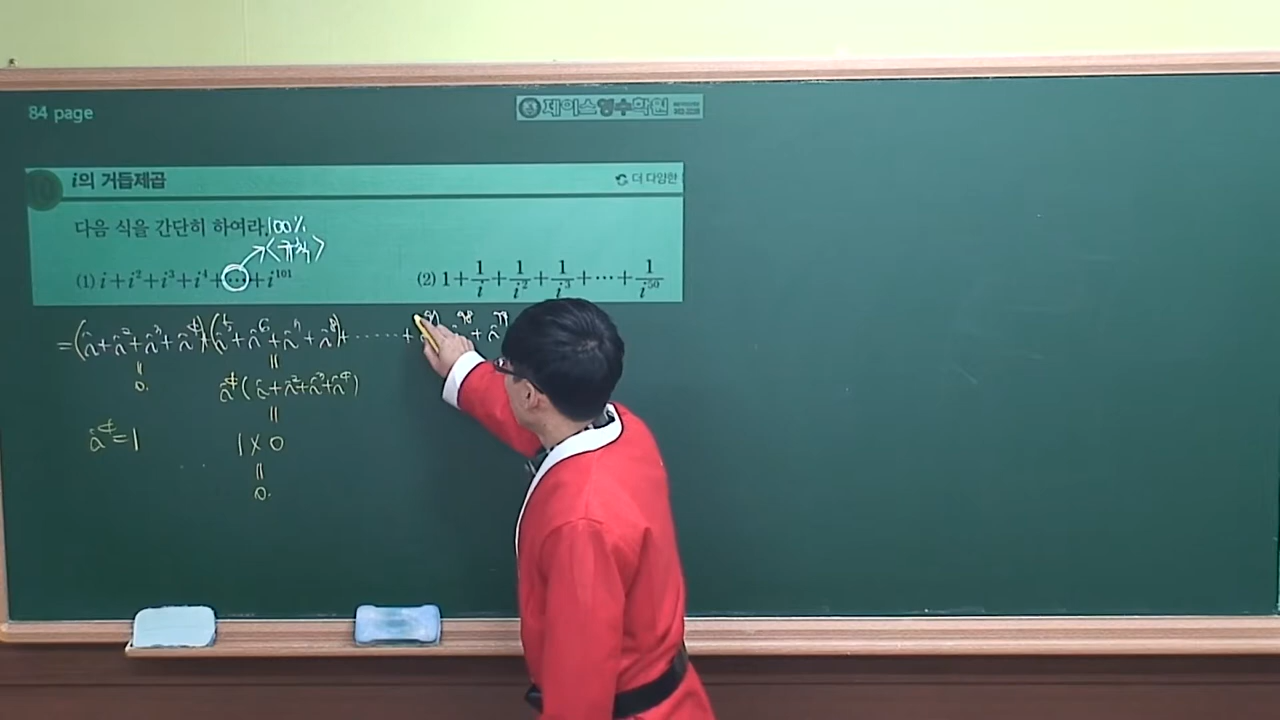 84 page
제이스영수학원
i의 거듭제곱
더 다양한
다음 식을 간단히 하여라. 100%
<규칙>
(1) i+i²+i³+i⁴+⋯+i¹⁰¹
(2) 1+1/i+1/i²+1/i³+⋯+1/i⁵⁰
=(i+i²+i³+i⁴)+(i⁵+i⁶+i⁷+i⁸)+⋯⋯+
= 0.
= i⁴(i+i²+i³+i⁴)
i⁴=1
= 1×0
= 0.